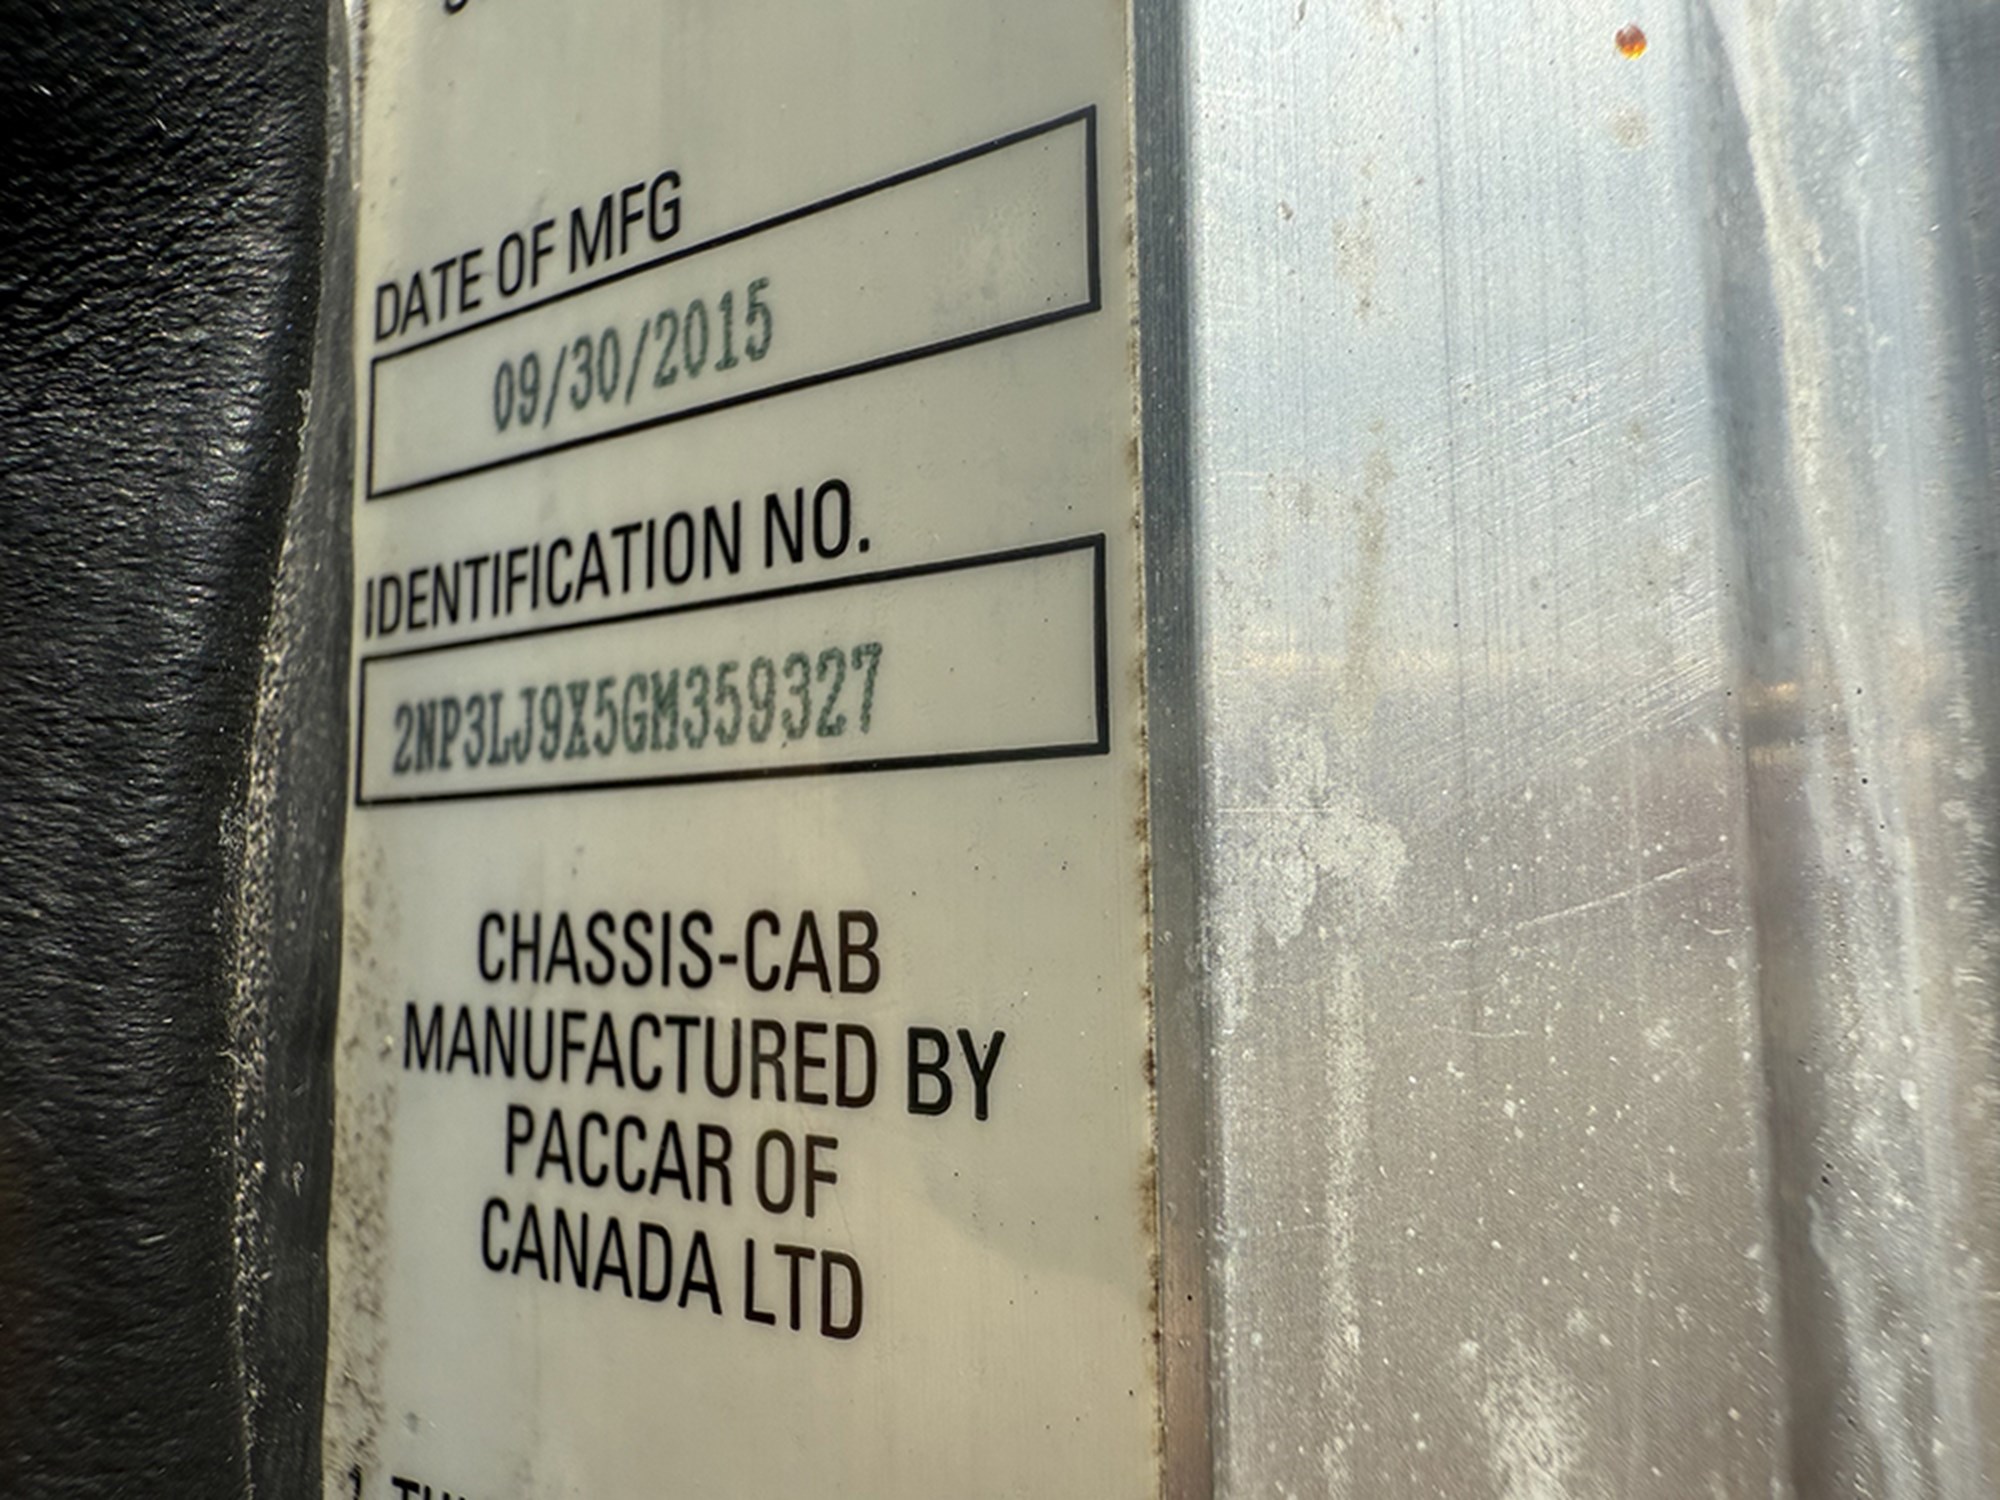 DATE OF MFG
09/30/2015
IDENTIFICATION NO.
2NP3LJ9X5GM359327
CHASSIS-CAB
MANUFACTURED BY
PACCAR OF
CANADA LTD